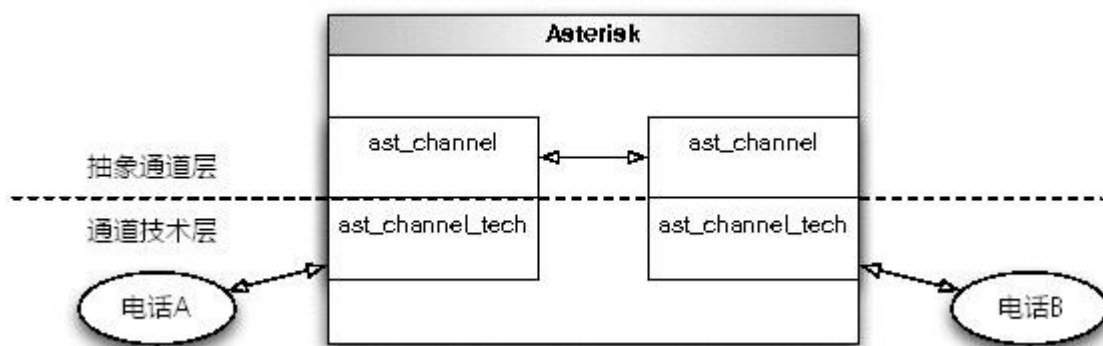 Asterisk
ast_channel
ast_channel
抽象通道层
通道技术层
ast_channel_tech
ast_channel_tech
电话A
电话B